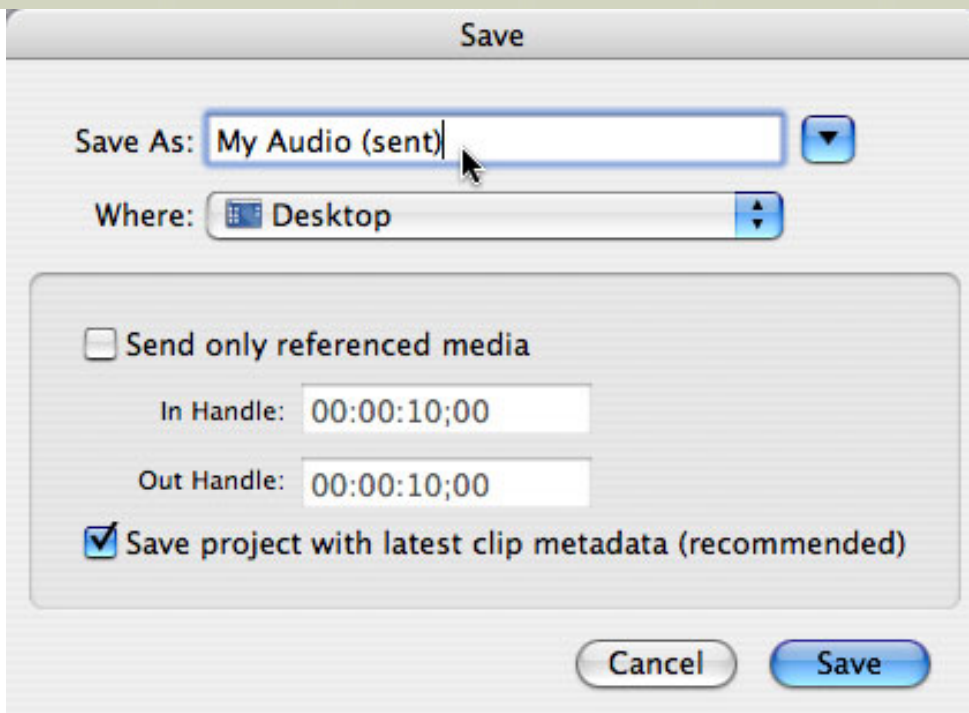 Save
Save As: My Audio (sent)
Where: Desktop
Send only referenced media
In Handle: 00:00:10;00
Out Handle: 00:00:10;00
Save project with latest clip metadata (recommended)
Cancel Save